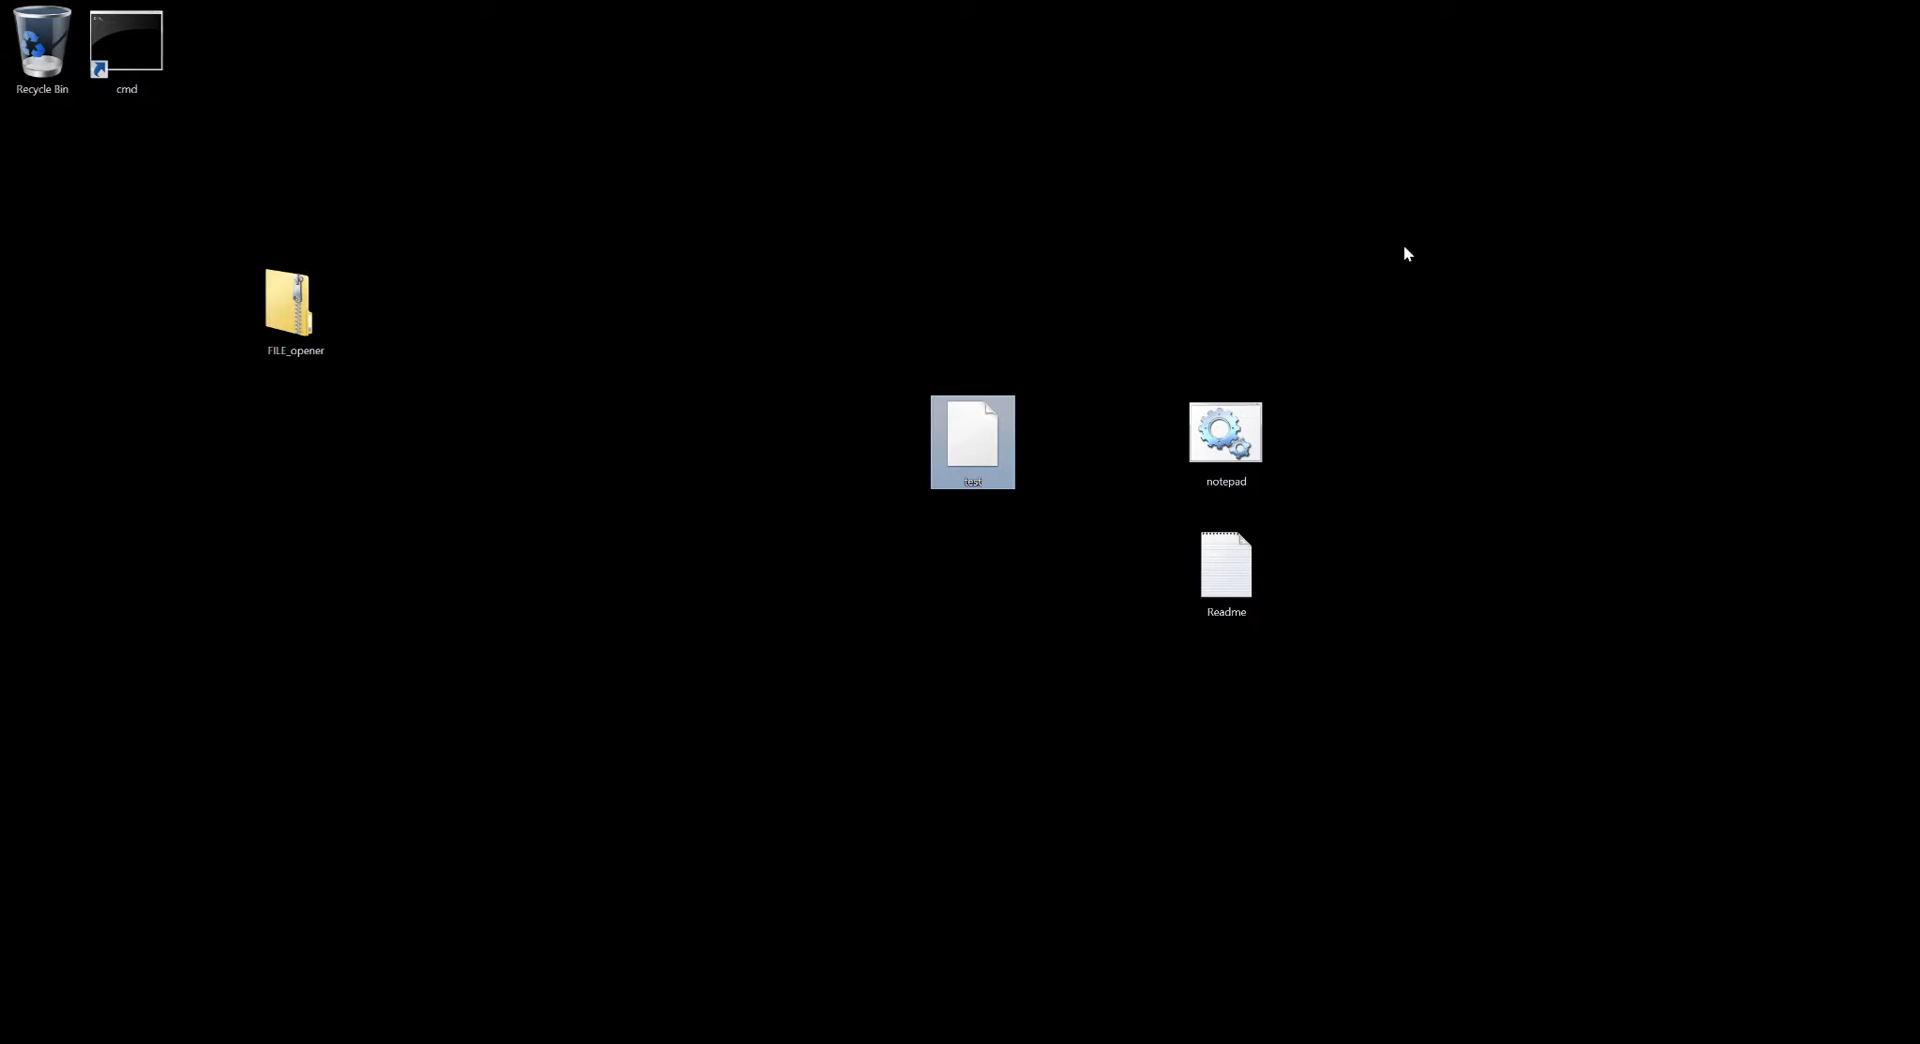 Recycle Bin
cmd
FILE_opener
test
notepad
Readme